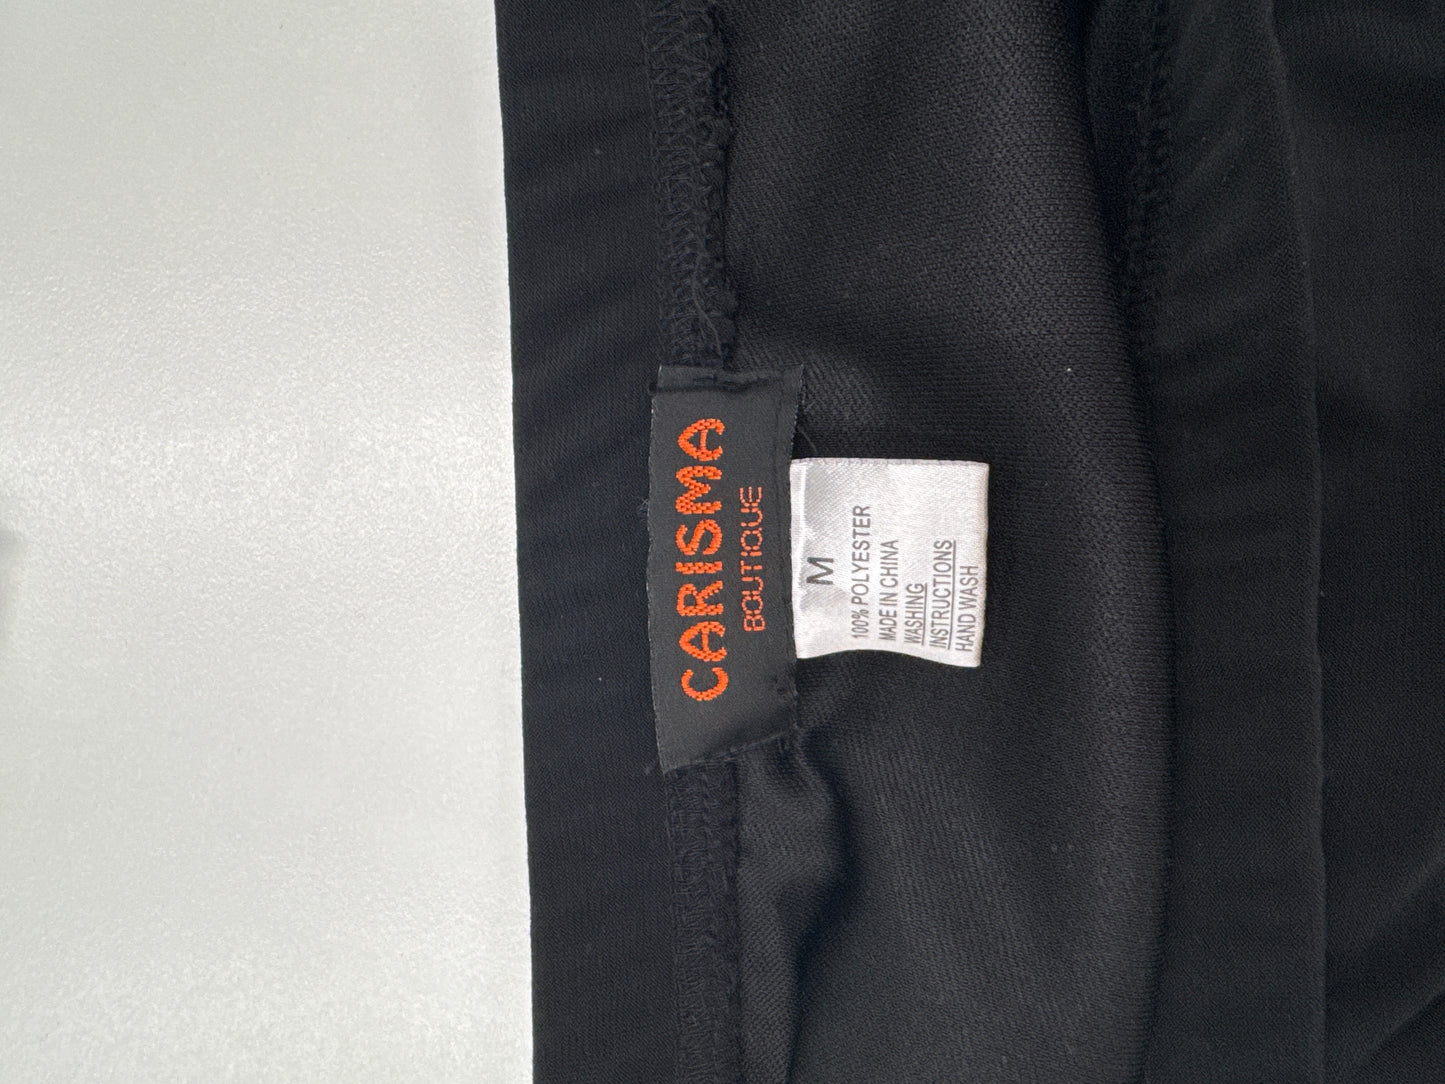 CARISMA
BOUTIQUE
M
100% POLYESTER
MADE IN CHINA
WASHING
INSTRUCTIONS
HAND WASH